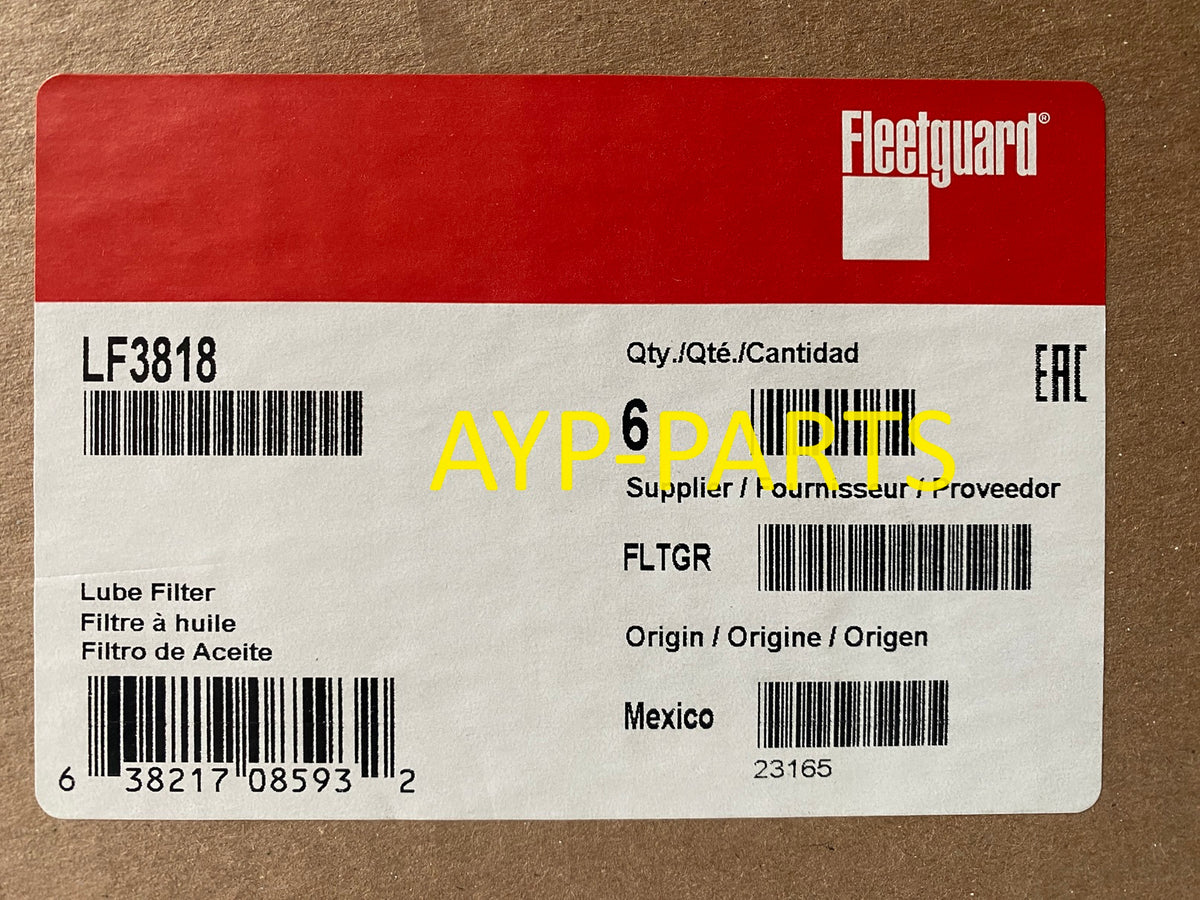 Fleetguard®
LF3818
Qty./Qté./Cantidad
EAC
6
AYP-PARTS
Supplier / Fournisseur / Proveedor
FLTGR
Lube Filter
Filtre à huile
Filtro de Aceite
Origin / Origine / Origen
Mexico
23165
6 38217 08593 2